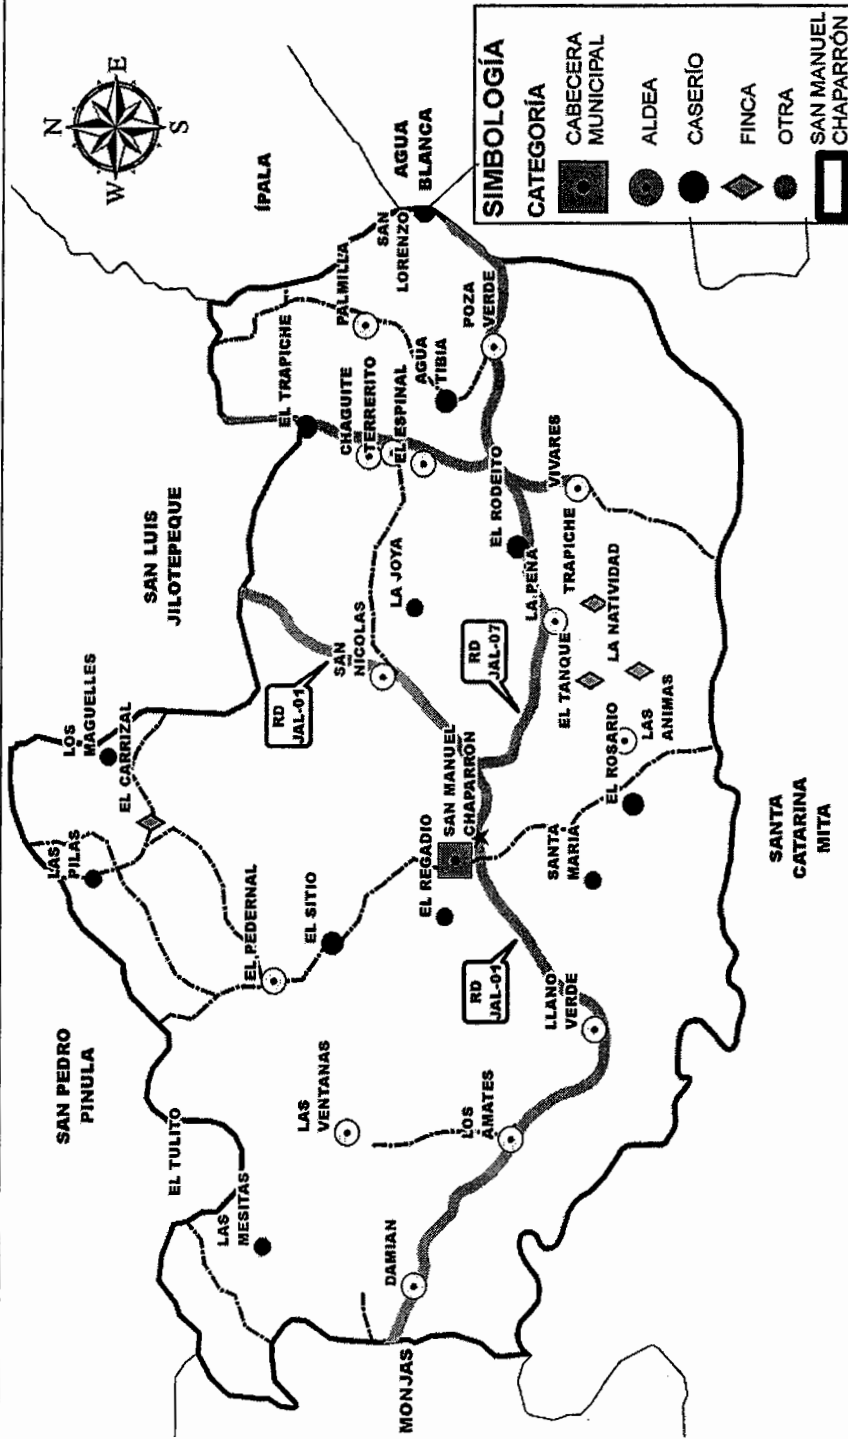 N
E
S
W
ÍPALA
AGUA
BLANCA
SAN LUIS
JILOTEPEQUE
SAN PEDRO
PINULA
MONJAS
SANTA
CATARINA
MITA
LOS
MAGUELLES
EL CARRIZAL
LAS
PILAS
EL PEDERNAL
EL SITIO
EL TULITO
LAS
MESITAS
LAS
VENTANAS
DAMIAN
LOS
AMATES
LLANO
VERDE
RD
JAL-01
EL REGADIO
SAN MANUEL
CHAPARRÓN
SANTA
MARIA
EL ROSARIO
LAS
ANIMAS
EL TANQUE
LA NATIVIDAD
TRAPICHE
LA PEÑA
RD
JAL-07
RD
JAL-01
SAN
NICOLAS
LA JOYA
EL RODEITO
VIVARES
EL TRAPICHE
CHAGUITE
TERRERITO
EL ESPINAL
PALMILLA
AGUA
TIBIA
POZA
VERDE
SAN
LORENZO
SIMBOLOGÍA
CATEGORÍA
CABECERA
MUNICIPAL
ALDEA
CASERÍO
FINCA
OTRA
SAN MANUEL
CHAPARRÓN